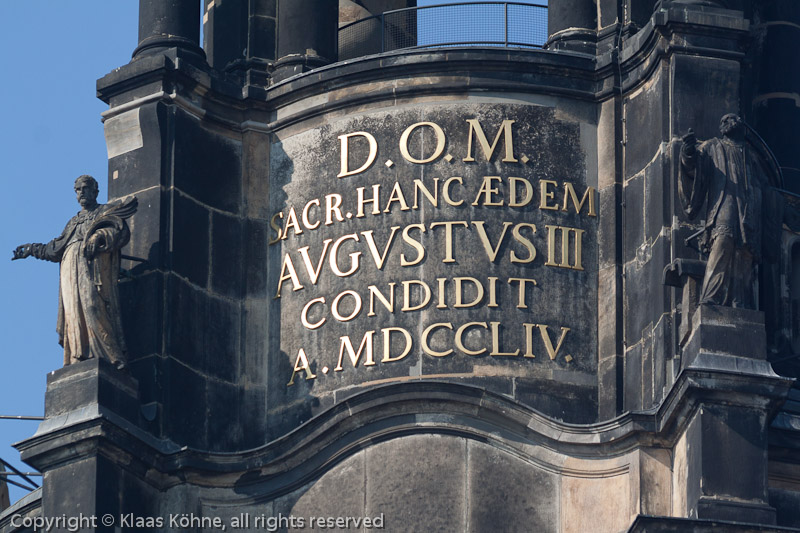 D.O.M.
SACR.HANC ÆDEM
AVGVSTVS III
CONDIDIT
A.MDCCLIV.
Copyright © Klaas Köhne, all rights reserved